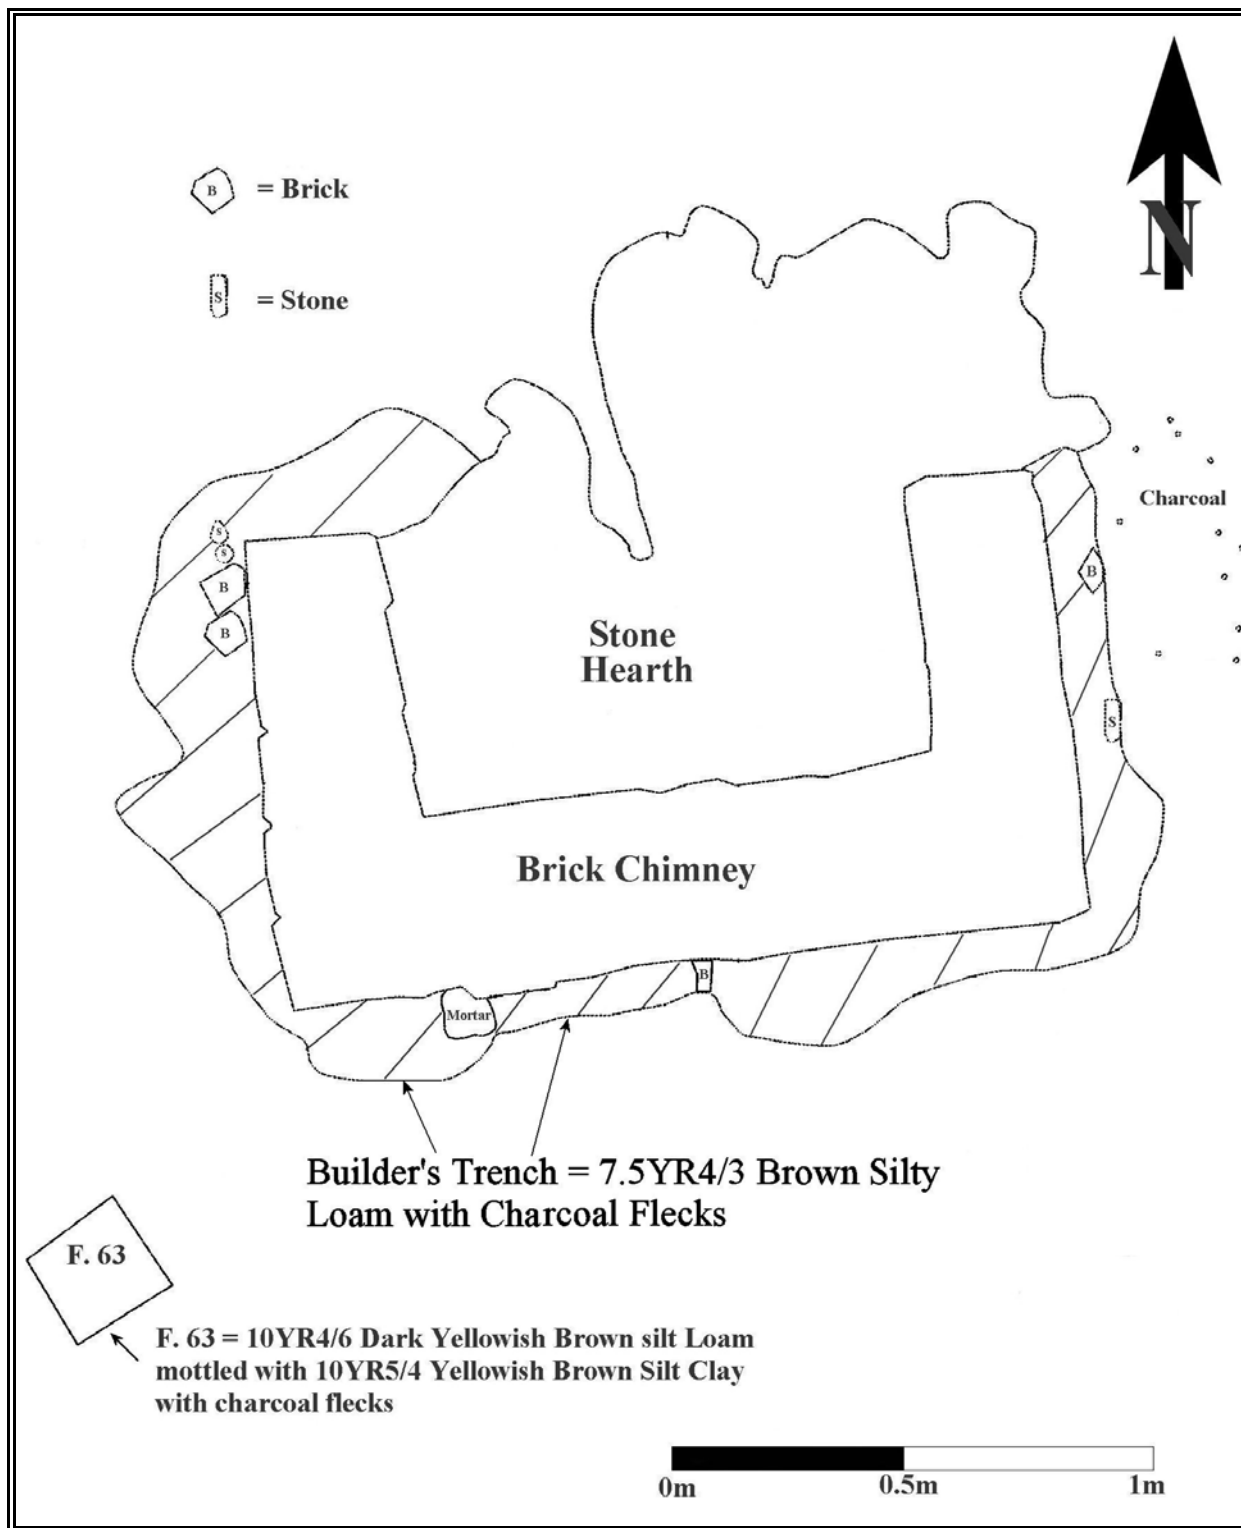 N
B = Brick
S = Stone
Charcoal
S
S
B
B
B
S
Stone
Hearth
Brick Chimney
B
Mortar
Builder's Trench = 7.5YR4/3 Brown Silty
Loam with Charcoal Flecks
F. 63
F. 63 = 10YR4/6 Dark Yellowish Brown silt Loam
mottled with 10YR5/4 Yellowish Brown Silt Clay
with charcoal flecks
0m 0.5m 1m